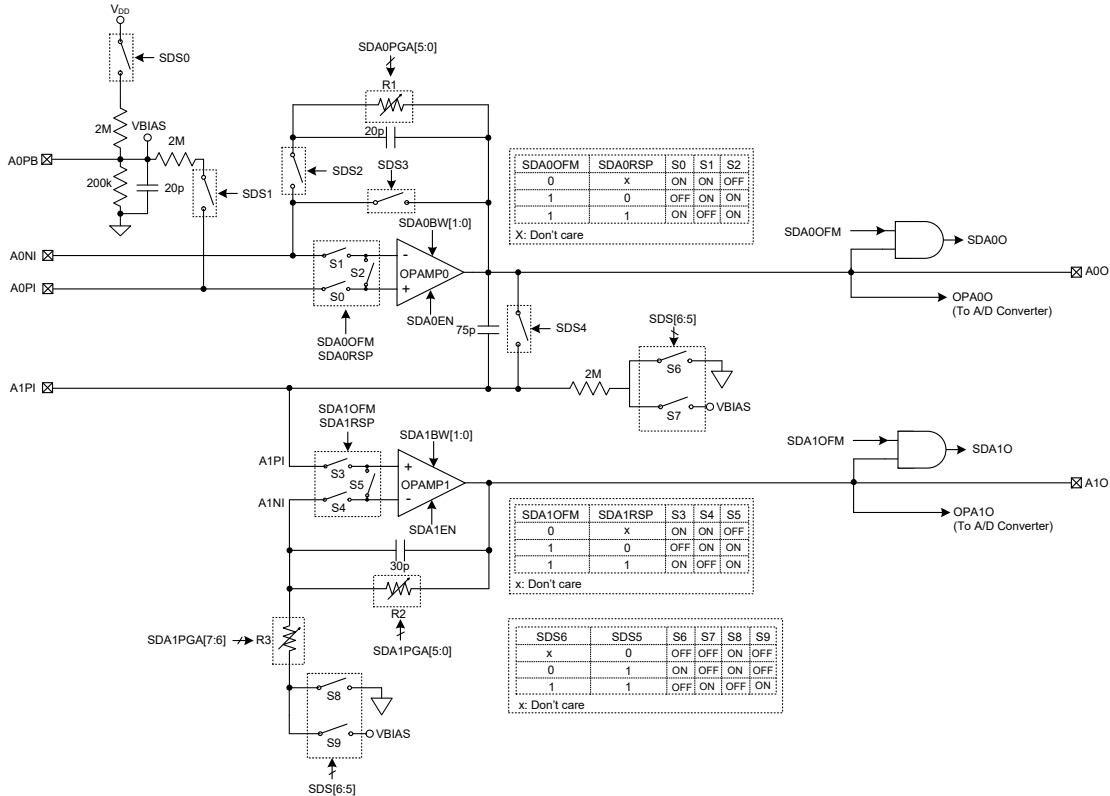 VDD
SDS0
SDA0PGA[5:0]
R1
2M
VBIAS
2M
20p
A0PB
200k
20p
SDS1
SDS2
SDS3
SDA0OFM SDA0RSP S0 S1 S2
0 x ON ON OFF
1 0 OFF ON ON
1 1 ON OFF ON
X: Don't care
SDA0OFM
SDA0O
SDA0BW[1:0]
A0NI
S1
S2
-
OPAMP0
A0O
A0PI
S0
+
OPA0O
(To A/D Converter)
SDA0EN
SDA0OFM
SDA0RSP
75p
SDS4
SDS[6:5]
S6
2M
A1PI
S7
VBIAS
SDA1OFM
SDA1RSP
SDA1BW[1:0]
SDA1OFM
SDA1O
A1PI
S3
+
S5
OPAMP1
A1O
A1NI
S4
-
SDA1EN
OPA1O
(To A/D Converter)
SDA1OFM SDA1RSP S3 S4 S5
0 x ON ON OFF
1 0 OFF ON ON
1 1 ON OFF ON
x: Don't care
30p
R2
SDA1PGA[5:0]
SDA1PGA[7:6]
R3
SDS6 SDS5 S6 S7 S8 S9
x 0 OFF OFF ON OFF
0 1 ON OFF ON OFF
1 1 OFF ON OFF ON
x: Don't care
S8
S9
VBIAS
SDS[6:5]